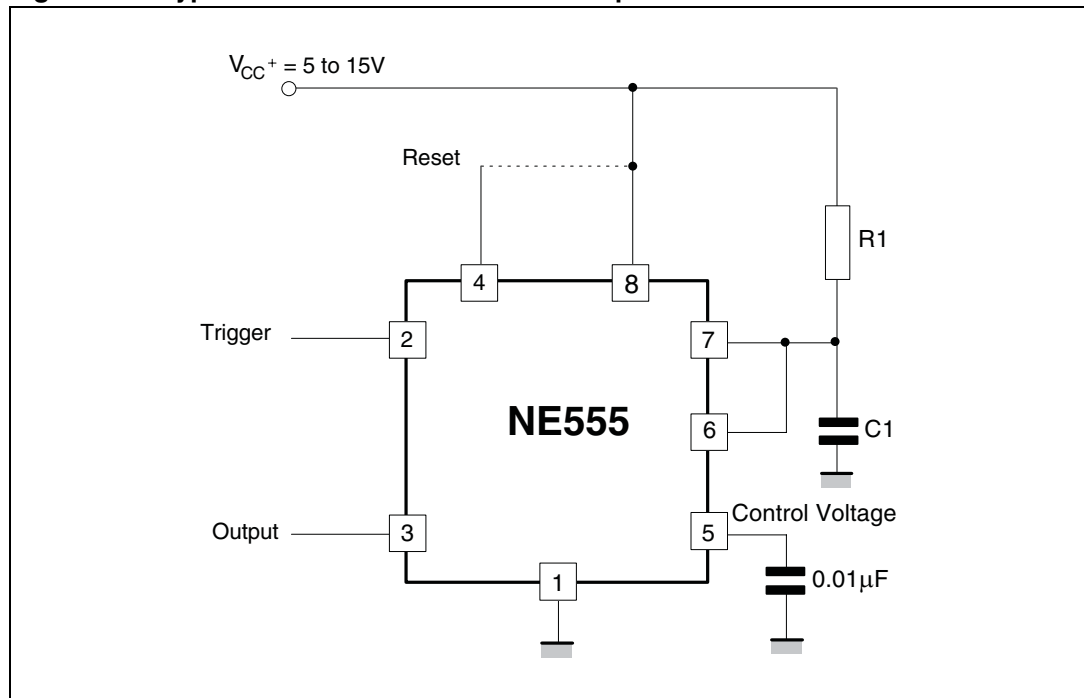 V_CC⁺ = 5 to 15V
Reset
R1
4
8
Trigger
2
7
NE555
6
C1
Control Voltage
Output
3
5
1
0.01μF